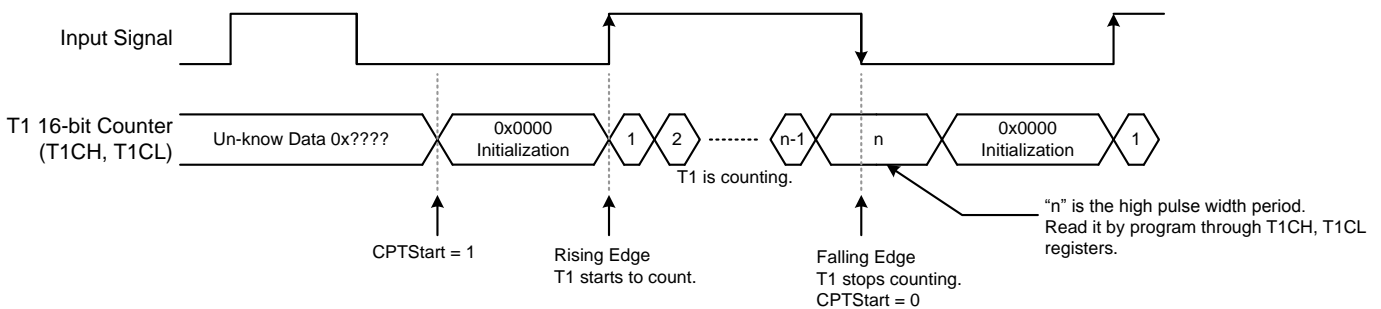 Input Signal
T1 16-bit Counter
(T1CH, T1CL)
Un-know Data 0x????
0x0000
Initialization
1
2
n-1
n
0x0000
Initialization
1
T1 is counting.
CPTStart = 1
Rising Edge
T1 starts to count.
Falling Edge
T1 stops counting.
CPTStart = 0
“n” is the high pulse width period.
Read it by program through T1CH, T1CL
registers.